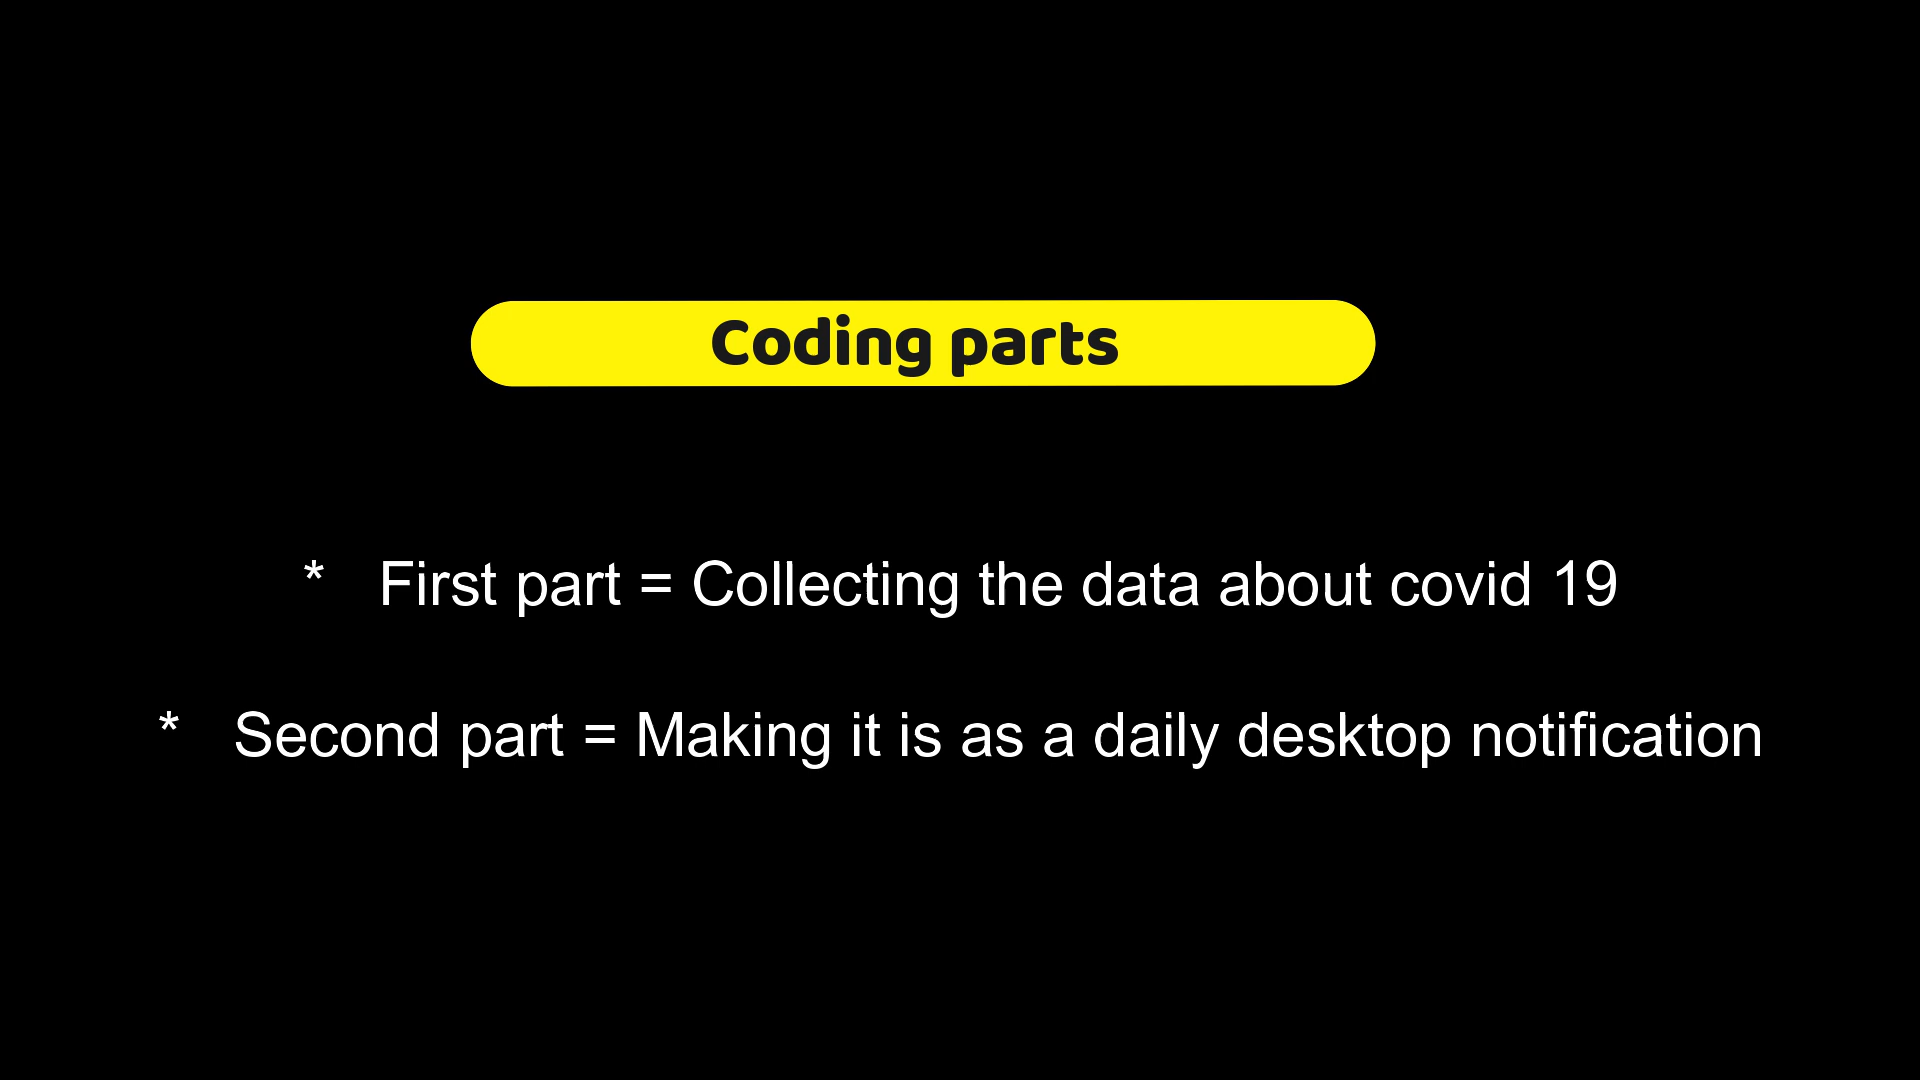 Coding parts
* First part = Collecting the data about covid 19
* Second part = Making it is as a daily desktop notification